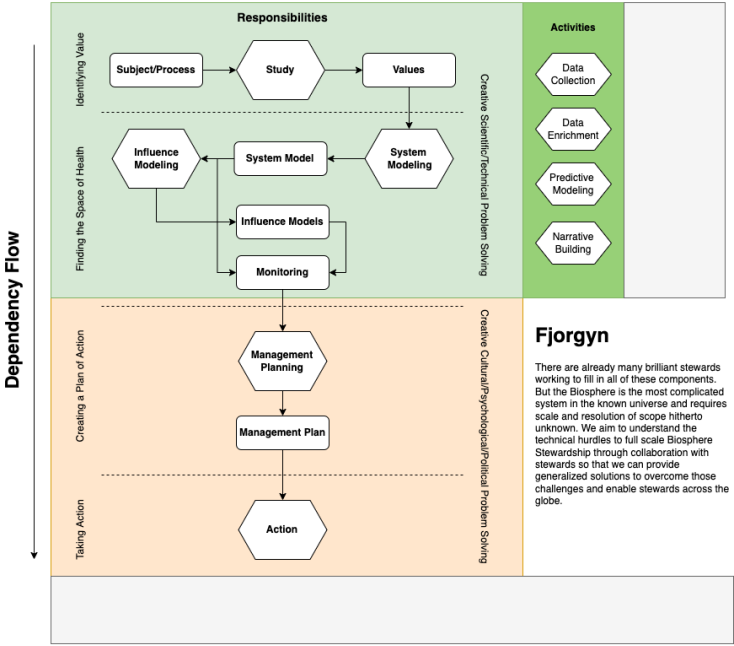 Responsibilities
Activities
Dependency Flow
Identifying Value
Subject/Process
Study
Values
Data
Collection
Data
Enrichment
Predictive
Modeling
Narrative
Building
Creative Scientific/Technical Problem Solving
Finding the Space of Health
Influence
Modeling
System Model
System
Modeling
Influence Models
Monitoring
Creating a Plan of Action
Management
Planning
Management Plan
Creative Cultural/Psychological/Political Problem Solving
Taking Action
Action
Fjorgyn
There are already many brilliant stewards
working to fill in all of these components.
But the Biosphere is the most complicated
system in the known universe and requires
scale and resolution of scope hitherto
unknown. We aim to understand the
technical hurdles to full scale Biosphere
Stewardship through collaboration with
stewards so that we can provide
generalized solutions to overcome those
challenges and enable stewards across the
globe.